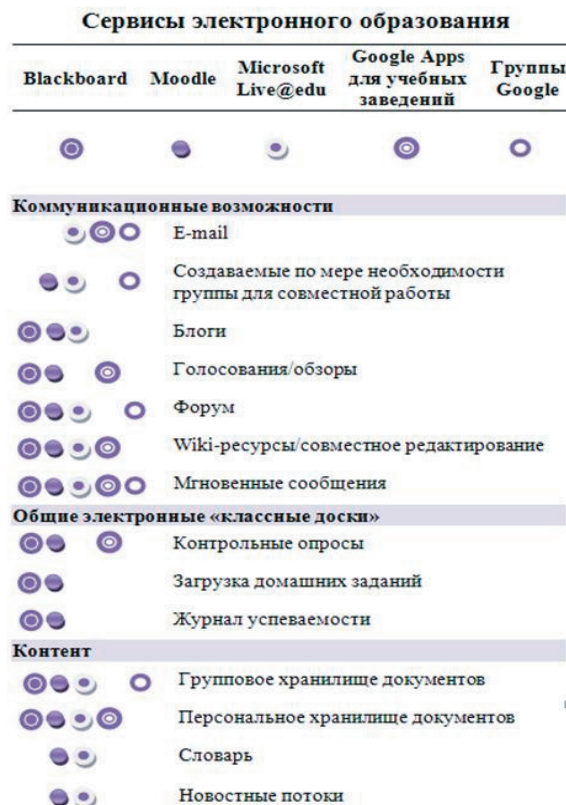 Сервисы электронного образования
Blackboard Moodle Microsoft Live@edu Google Apps для учебных заведений Группы Google
Коммуникационные возможности
E-mail
Создаваемые по мере необходимости
группы для совместной работы
Блоги
Голосования/обзоры
Форум
Wiki-ресурсы/совместное редактирование
Мгновенные сообщения
Общие электронные «классные доски»
Контрольные опросы
Загрузка домашних заданий
Журнал успеваемости
Контент
Групповое хранилище документов
Персональное хранилище документов
Словарь
Новостные потоки